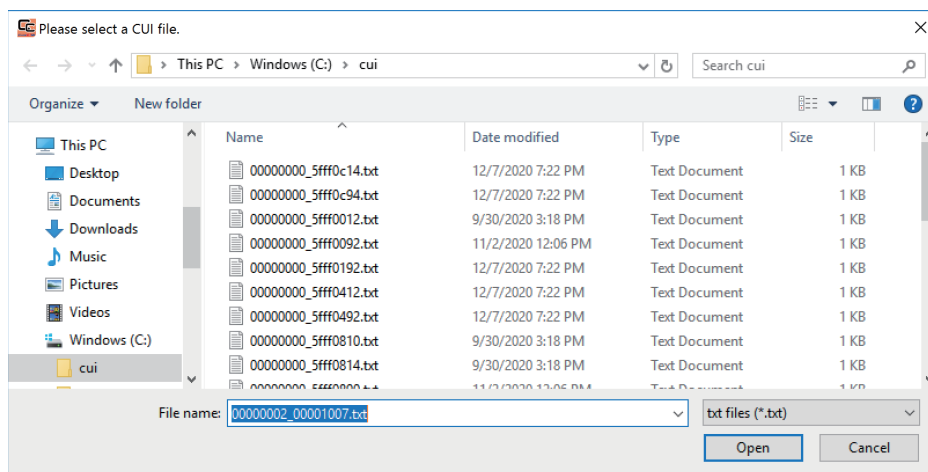 Please select a CUI file.
This PC > Windows (C:) > cui
Search cui
Organize
New folder
Name Date modified Type Size
This PC
Desktop
Documents
Downloads
Music
Pictures
Videos
Windows (C:)
cui
00000000_5fff0c14.txt 12/7/2020 7:22 PM Text Document 1 KB
00000000_5fff0c94.txt 12/7/2020 7:22 PM Text Document 1 KB
00000000_5fff0012.txt 9/30/2020 3:18 PM Text Document 1 KB
00000000_5fff0092.txt 11/2/2020 12:06 PM Text Document 1 KB
00000000_5fff0192.txt 12/7/2020 7:22 PM Text Document 1 KB
00000000_5fff0412.txt 12/7/2020 7:22 PM Text Document 1 KB
00000000_5fff0492.txt 12/7/2020 7:22 PM Text Document 1 KB
00000000_5fff0810.txt 9/30/2020 3:18 PM Text Document 1 KB
00000000_5fff0814.txt 9/30/2020 3:18 PM Text Document 1 KB
File name: 00000002_00001007.txt txt files (*.txt)
Open Cancel